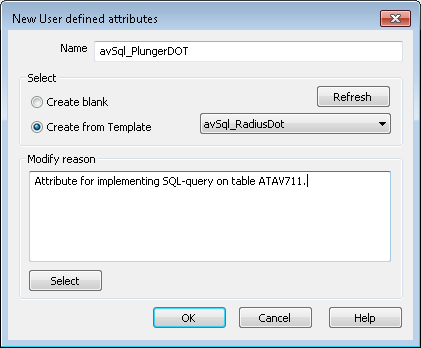 New User defined attributes
Name avSql_PlungerDOT
Select
Create blank
Refresh
Create from Template avSql_RadiusDot
Modify reason
Attribute for implementing SQL-query on table ATAV711.
Select
OK Cancel Help